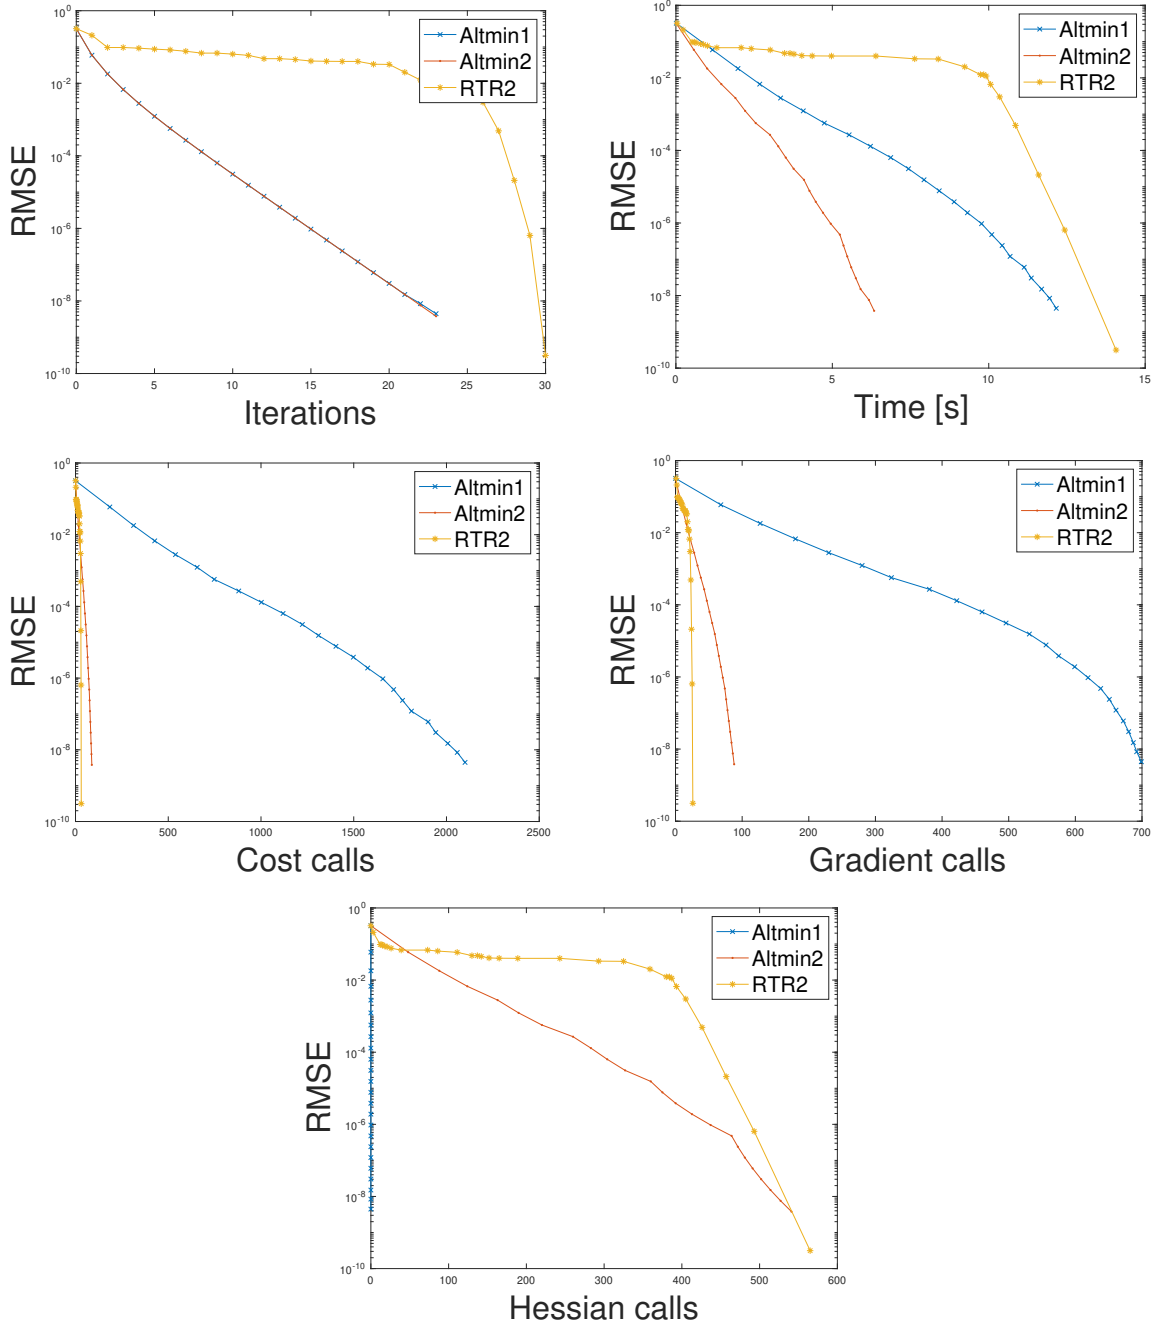 10^0
10^-2
10^-4
10^-6
10^-8
10^-10
RMSE
0 5 10 15 20 25 30
Iterations
Altmin1
Altmin2
RTR2
10^0
10^-2
10^-4
10^-6
10^-8
10^-10
RMSE
0 5 10 15
Time [s]
Altmin1
Altmin2
RTR2
10^0
10^-2
10^-4
10^-6
10^-8
10^-10
RMSE
0 500 1000 1500 2000 2500
Cost calls
Altmin1
Altmin2
RTR2
10^0
10^-2
10^-4
10^-6
10^-8
10^-10
RMSE
0 100 200 300 400 500 600 700
Gradient calls
Altmin1
Altmin2
RTR2
10^0
10^-2
10^-4
10^-6
10^-8
10^-10
RMSE
0 100 200 300 400 500 600
Hessian calls
Altmin1
Altmin2
RTR2